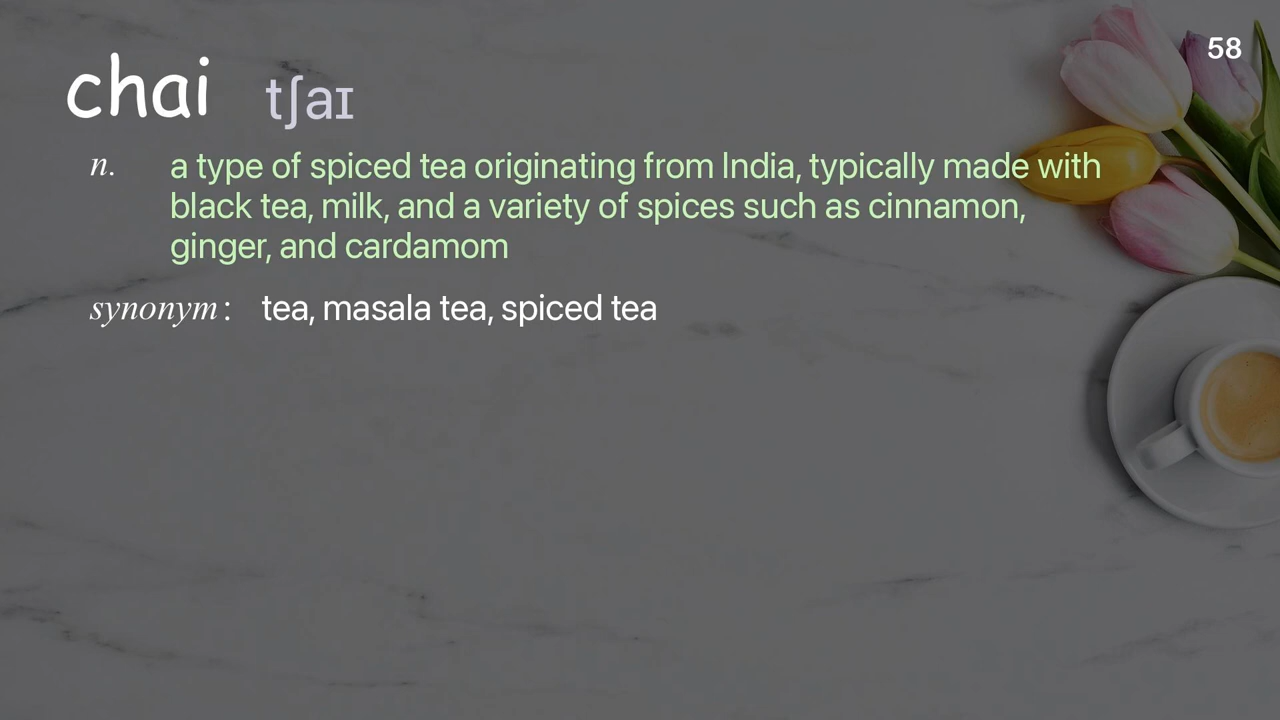 58
chai tʃaɪ
n. a type of spiced tea originating from India, typically made with
black tea, milk, and a variety of spices such as cinnamon,
ginger, and cardamom
synonym: tea, masala tea, spiced tea